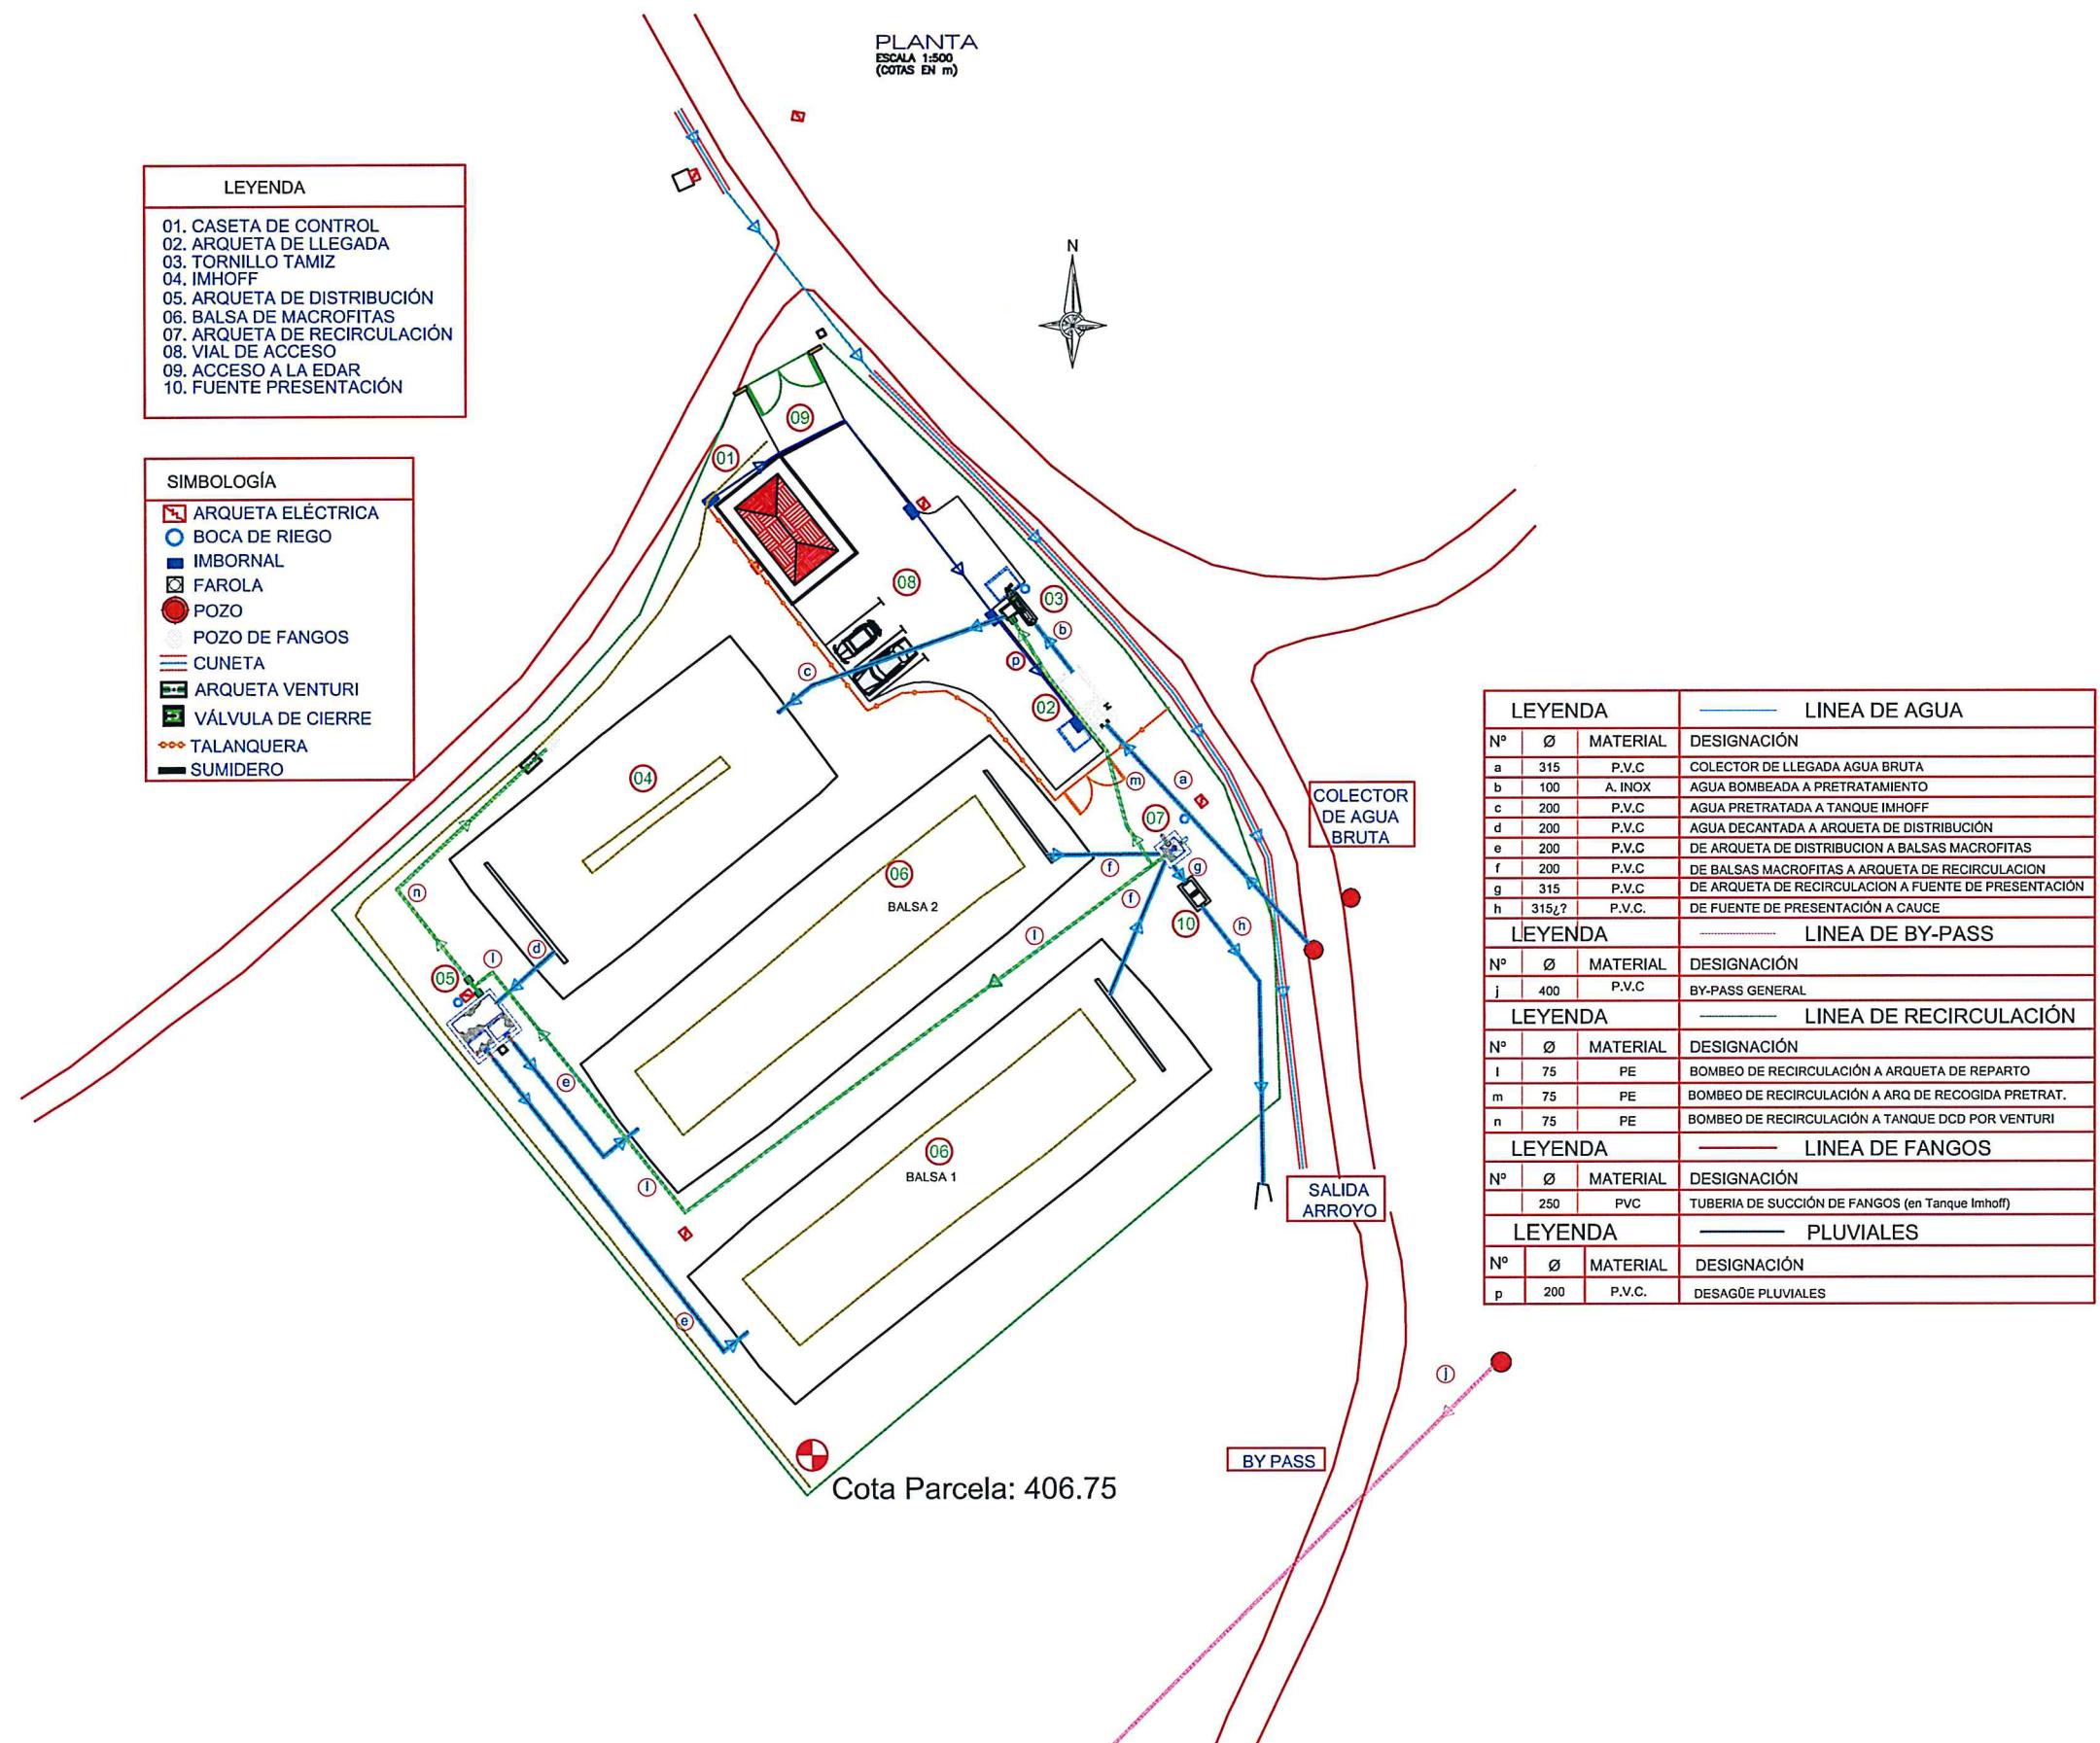 PLANTA
ESCALA 1:500
(COTAS EN m)
N
LEYENDA
01. CASETA DE CONTROL
02. ARQUETA DE LLEGADA
03. TORNILLO TAMIZ
04. IMHOFF
05. ARQUETA DE DISTRIBUCIÓN
06. BALSA DE MACROFITAS
07. ARQUETA DE RECIRCULACIÓN
08. VIAL DE ACCESO
09. ACCESO A LA EDAR
10. FUENTE PRESENTACIÓN
SIMBOLOGÍA
ARQUETA ELÉCTRICA
BOCA DE RIEGO
IMBORNAL
FAROLA
POZO
POZO DE FANGOS
CUNETA
ARQUETA VENTURI
VÁLVULA DE CIERRE
TALANQUERA
SUMIDERO
09
01
08
03
b
p
c
02
04
m
a
07
06
BALSA 2
f
g
f
10
h
n
l
d
l
05
e
06
BALSA 1
l
e
j
COLECTOR
DE AGUA
BRUTA
SALIDA
ARROYO
BY PASS
Cota Parcela: 406.75
LEYENDA LINEA DE AGUA
Nº Ø MATERIAL DESIGNACIÓN
a 315 P.V.C COLECTOR DE LLEGADA AGUA BRUTA
b 100 A. INOX AGUA BOMBEADA A PRETRATAMIENTO
c 200 P.V.C AGUA PRETRATADA A TANQUE IMHOFF
d 200 P.V.C AGUA DECANTADA A ARQUETA DE DISTRIBUCIÓN
e 200 P.V.C DE ARQUETA DE DISTRIBUCION A BALSAS MACROFITAS
f 200 P.V.C DE BALSAS MACROFITAS A ARQUETA DE RECIRCULACION
g 315 P.V.C DE ARQUETA DE RECIRCULACION A FUENTE DE PRESENTACIÓN
h 315¿? P.V.C. DE FUENTE DE PRESENTACIÓN A CAUCE
LEYENDA LINEA DE BY-PASS
Nº Ø MATERIAL DESIGNACIÓN
j 400 P.V.C BY-PASS GENERAL
LEYENDA LINEA DE RECIRCULACIÓN
Nº Ø MATERIAL DESIGNACIÓN
l 75 PE BOMBEO DE RECIRCULACIÓN A ARQUETA DE REPARTO
m 75 PE BOMBEO DE RECIRCULACIÓN A ARQ DE RECOGIDA PRETRAT.
n 75 PE BOMBEO DE RECIRCULACIÓN A TANQUE DCD POR VENTURI
LEYENDA LINEA DE FANGOS
Nº Ø MATERIAL DESIGNACIÓN
250 PVC TUBERIA DE SUCCIÓN DE FANGOS (en Tanque Imhoff)
LEYENDA PLUVIALES
Nº Ø MATERIAL DESIGNACIÓN
p 200 P.V.C. DESAGÜE PLUVIALES